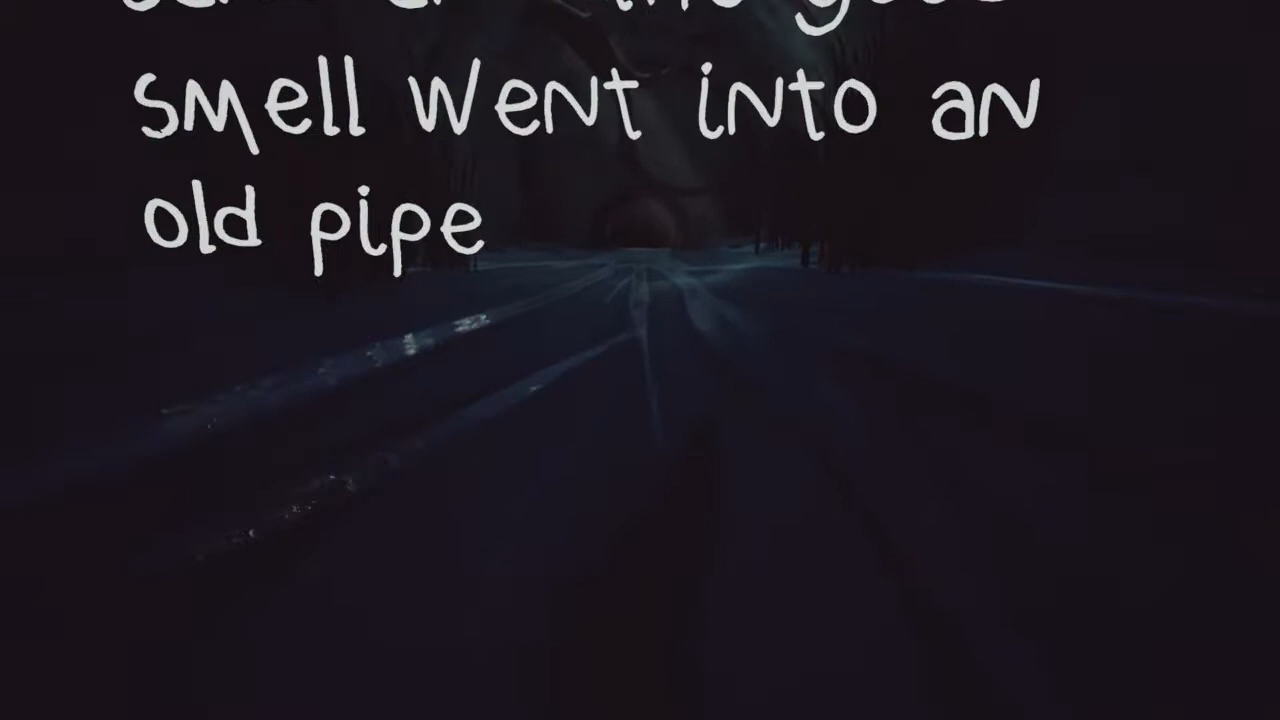 smell went into an
old pipe